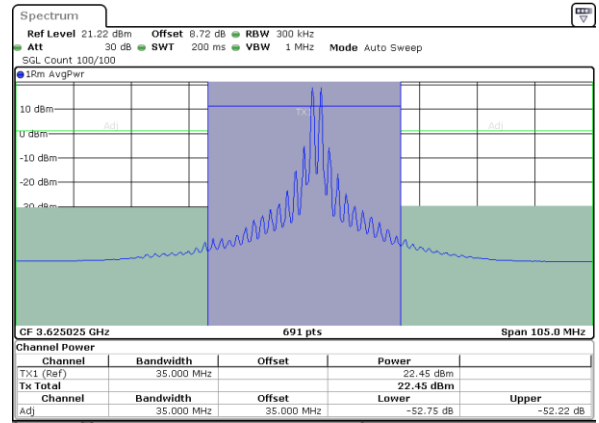 Spectrum
Ref Level 21.22 dBm Offset 8.72 dB RBW 300 kHz
Att 30 dB SWT 200 ms VBW 1 MHz Mode Auto Sweep
SGL Count 100/100
1Rm AvgPwr
10 dBm
TX1
Adj Adj
0 dBm
-10 dBm
-20 dBm
-30 dBm
CF 3.625025 GHz 691 pts Span 105.0 MHz
Channel Power
Channel Bandwidth Offset Power
TX1 (Ref) 35.000 MHz 22.45 dBm
Tx Total 22.45 dBm
Channel Bandwidth Offset Lower Upper
Adj 35.000 MHz 35.000 MHz -52.75 dB -52.22 dB